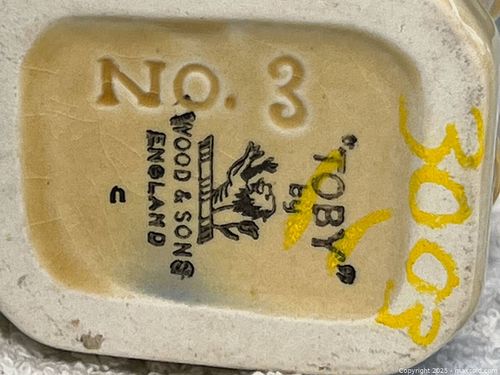 No. 3
"TOBY"
By
WOOD & SONS
ENGLAND
C
3003
Copyright 2025 - maxsold.com